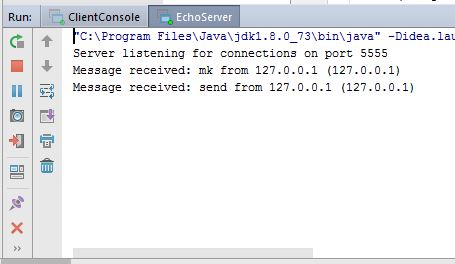 Run: ClientConsole EchoServer
"C:\Program Files\Java\jdk1.8.0_73\bin\java" -Didea.lau
Server listening for connections on port 5555
Message received: mk from 127.0.0.1 (127.0.0.1)
Message received: send from 127.0.0.1 (127.0.0.1)